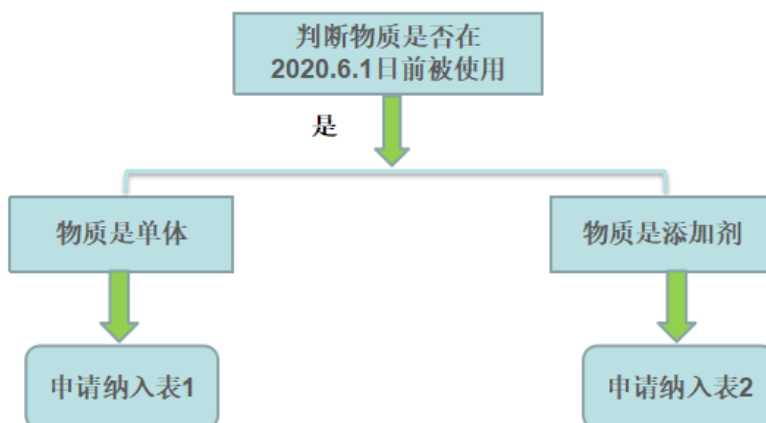 判断物质是否在
2020.6.1日前被使用
是
物质是单体
物质是添加剂
申请纳入表1
申请纳入表2